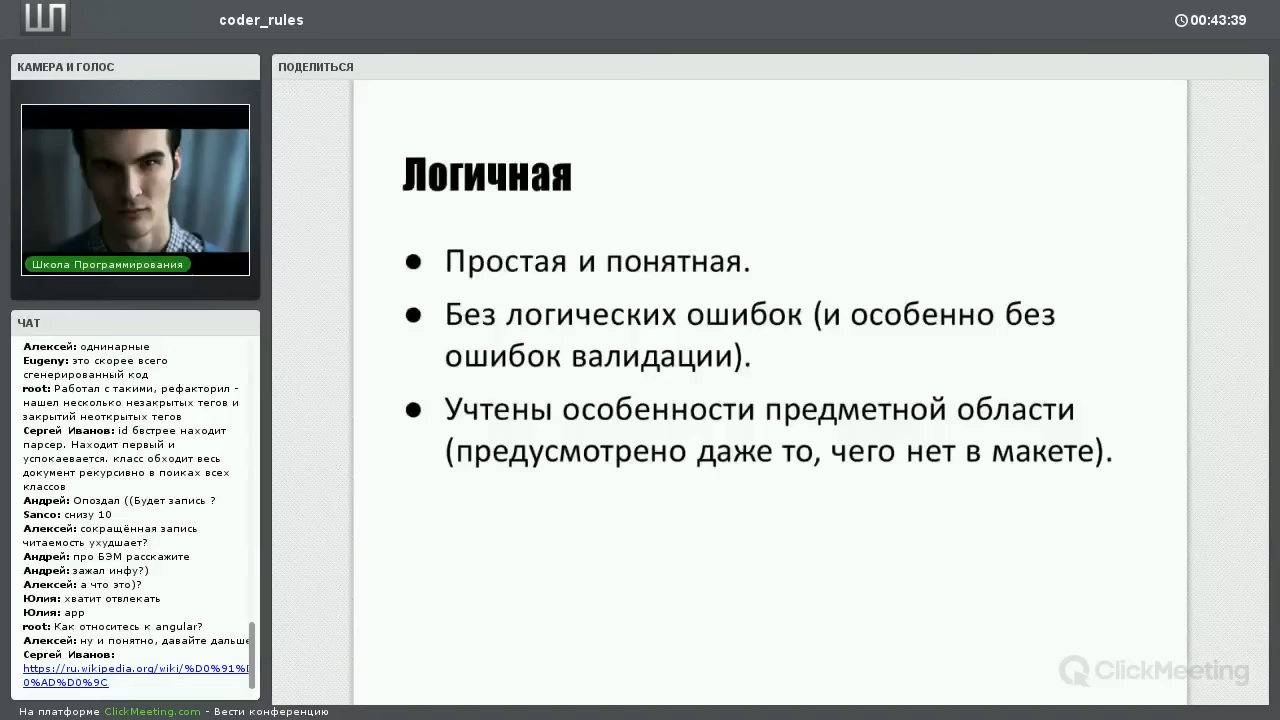 ШП
coder_rules
00:43:39
КАМЕРА И ГОЛОС
Школа Программирования
ЧАТ
Алексей: однинарные
Eugeny: это скорее всего
сгенерированный код
root: Работал с такими, рефакторил -
нашел несколько незакрытых тегов и
закрытий неоткрытых тегов
Сергей Иванов: id быстрее находит
парсер. Находит первый и
успокаевается. класс обходит весь
документ рекурсивно в поиках всех
классов
Андрей: Опоздал ((Будет запись ?
Sanco: снизу 10
Алексей: сокращённая запись
читаемость ухудшает?
Андрей: про БЭМ расскажите
Андрей: зажал инфу?)
Алексей: а что это)?
Юлия: хватит отвлекать
Юлия: app
root: Как относитесь к angular?
Алексей: ну и понятно, давайте дальше
Сергей Иванов:
https://ru.wikipedia.org/wiki/%D0%91%D
0%AD%D0%9C
ПОДЕЛИТЬСЯ
Логичная
● Простая и понятная.
● Без логических ошибок (и особенно без
ошибок валидации).
● Учтены особенности предметной области
(предусмотрено даже то, чего нет в макете).
ClickMeeting
На платформе ClickMeeting.com - Вести конференцию